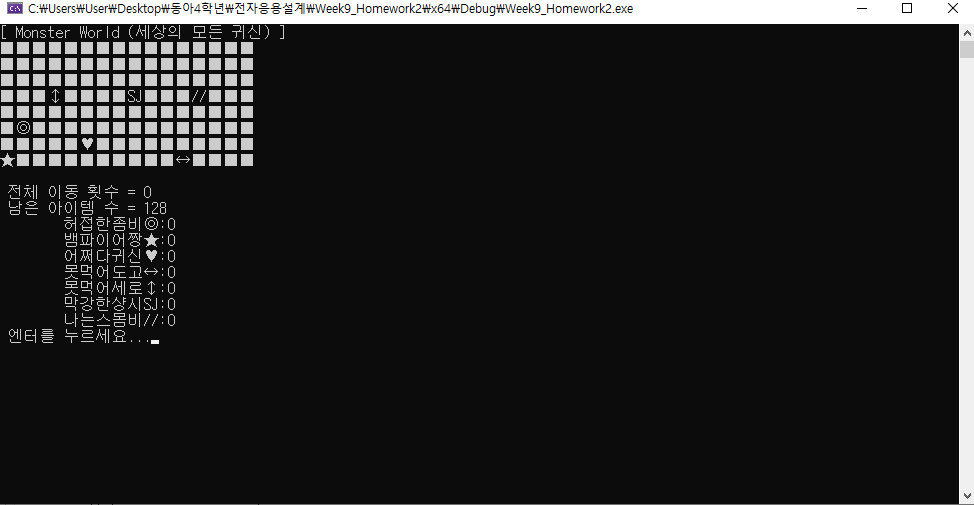 C:\Users\User\Desktop\동아4학년\전자응용설계\Week9_Homework2\x64\Debug\Week9_Homework2.exe
[ Monster World (세상의 모든 귀신) ]
■■■■■■■■■■■■■■■■
■■■■■■■■■■■■■■■■
■■■■■■■■■■■■■■■■
■■■↕■■■■SJ■■■//■■■
■■■■■■■■■■■■■■■■
■◎■■■■■■■■■■■■■■
■■■■■♥■■■■■■■■■■
★■■■■■■■■■■↔■■■■
전체 이동 횟수 = 0
남은 아이템 수 = 128
허접한좀비◎:0
뱀파이어짱★:0
어쩌다귀신♥:0
못먹어도고↔:0
못먹어세로↕:0
막강한샹시SJ:0
나는스몸비//:0
엔터를 누르세요...